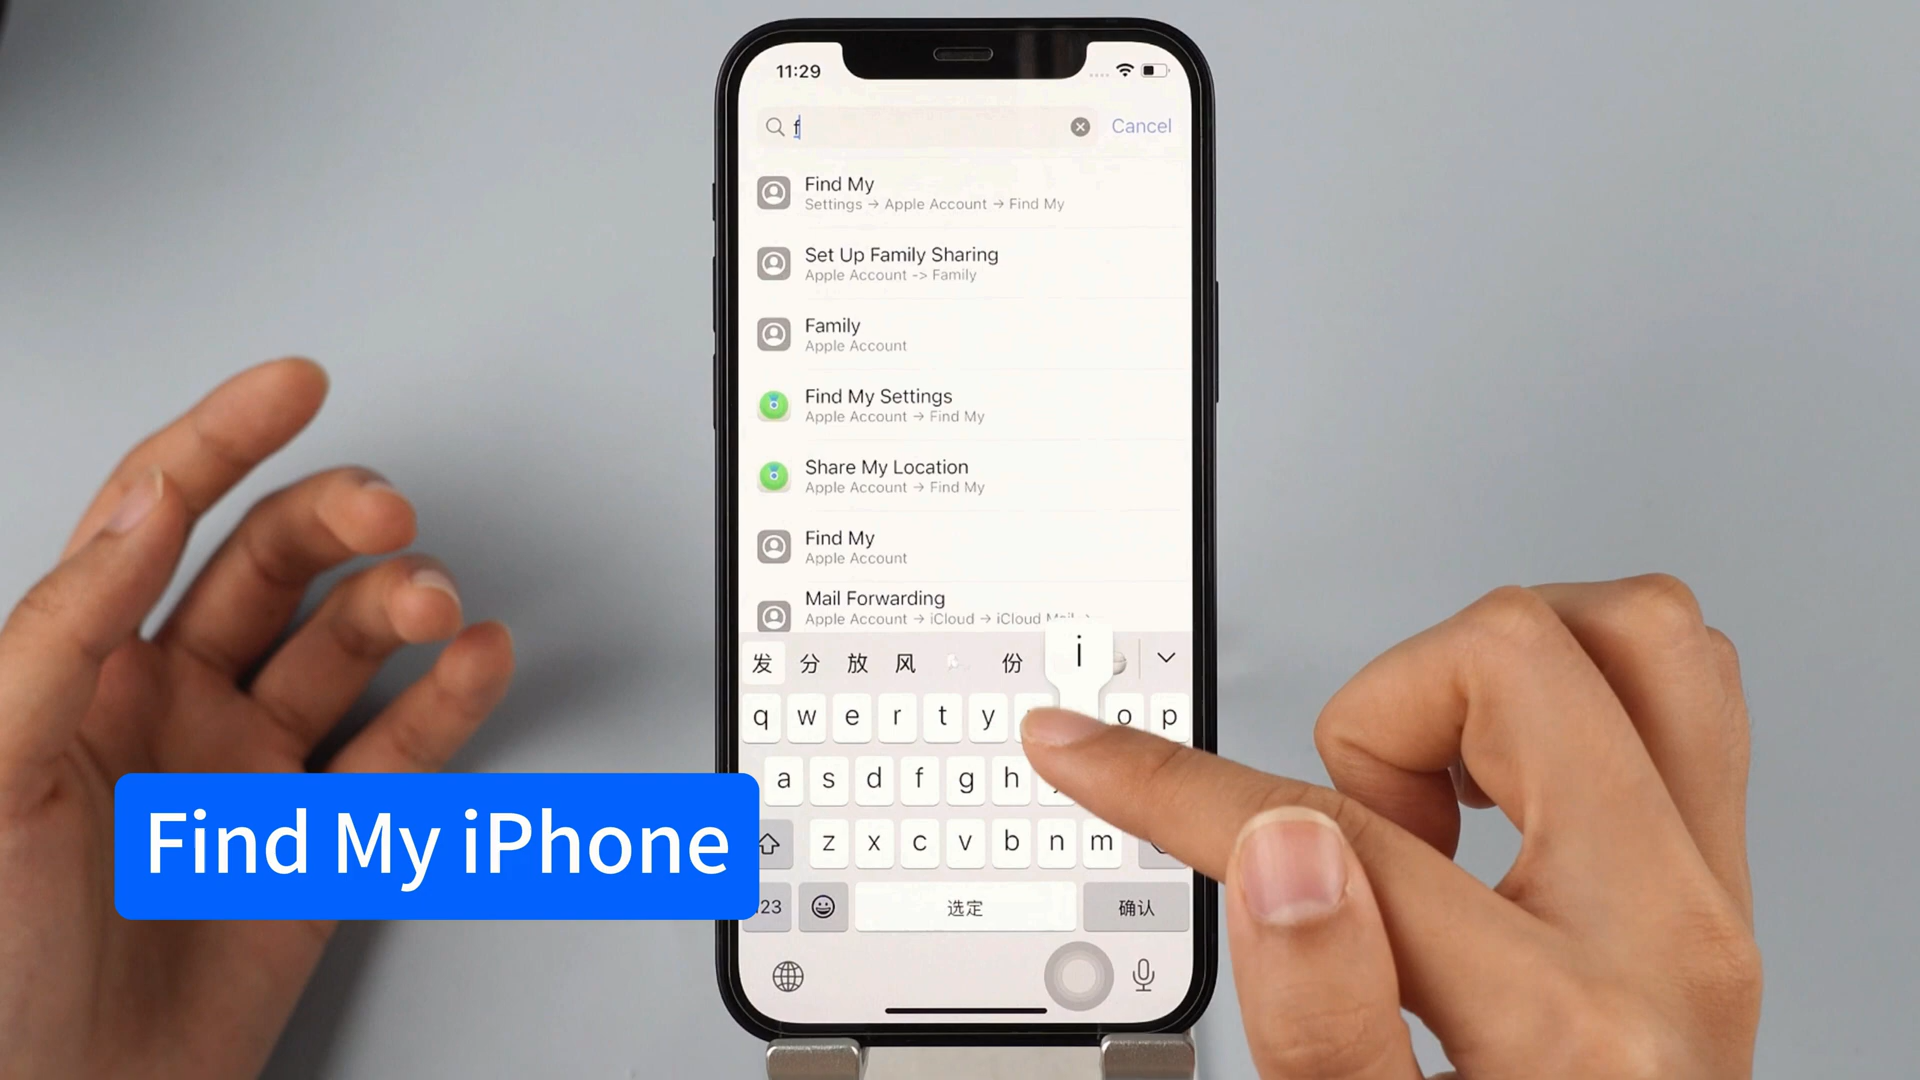 11:29
f
Cancel
Find My
Settings → Apple Account → Find My
Set Up Family Sharing
Apple Account -> Family
Family
Apple Account
Find My Settings
Apple Account → Find My
Share My Location
Apple Account → Find My
Find My
Apple Account
Mail Forwarding
Apple Account → iCloud → iCloud Mail
发 分 放 风 份
i
q w e r t y o p
a s d f g h
z x c v b n m
123 选定 确认
Find My iPhone